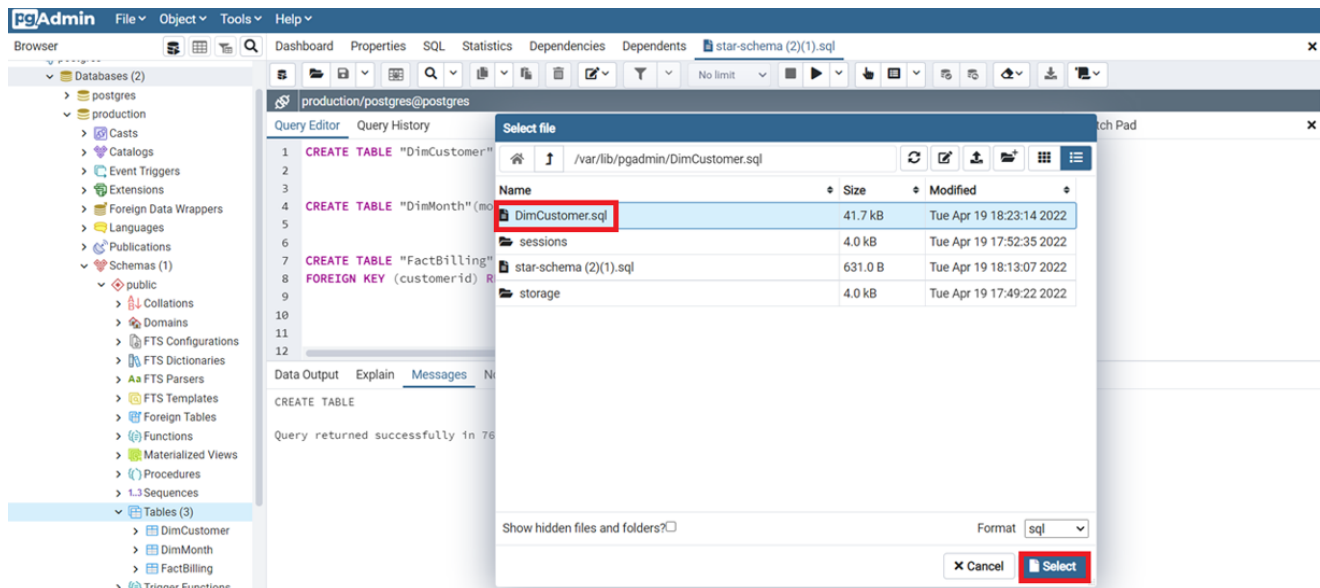 pgAdmin File Object Tools Help
Browser
Dashboard Properties SQL Statistics Dependencies Dependents star-schema (2)(1).sql
Databases (2)
No limit
postgres
production/postgres@postgres
production
Casts
Catalogs
Event Triggers
Extensions
Foreign Data Wrappers
Languages
Publications
Schemas (1)
public
Collations
Domains
FTS Configurations
FTS Dictionaries
Aa FTS Parsers
FTS Templates
Foreign Tables
Functions
Materialized Views
Procedures
1..3 Sequences
Tables (3)
DimCustomer
DimMonth
FactBilling
Trigger Functions
Query Editor Query History
1 CREATE TABLE "DimCustomer"
2
3
4 CREATE TABLE "DimMonth"(mo
5
6
7 CREATE TABLE "FactBilling"
8 FOREIGN KEY (customerid) R
9
10
11
12
Data Output Explain Messages
CREATE TABLE
Query returned successfully in 76
Pad
Select file
/var/lib/pgadmin/DimCustomer.sql
Name Size Modified
DimCustomer.sql 41.7 kB Tue Apr 19 18:23:14 2022
sessions 4.0 kB Tue Apr 19 17:52:35 2022
star-schema (2)(1).sql 631.0 B Tue Apr 19 18:13:07 2022
storage 4.0 kB Tue Apr 19 17:49:22 2022
Show hidden files and folders? Format sql
Cancel Select